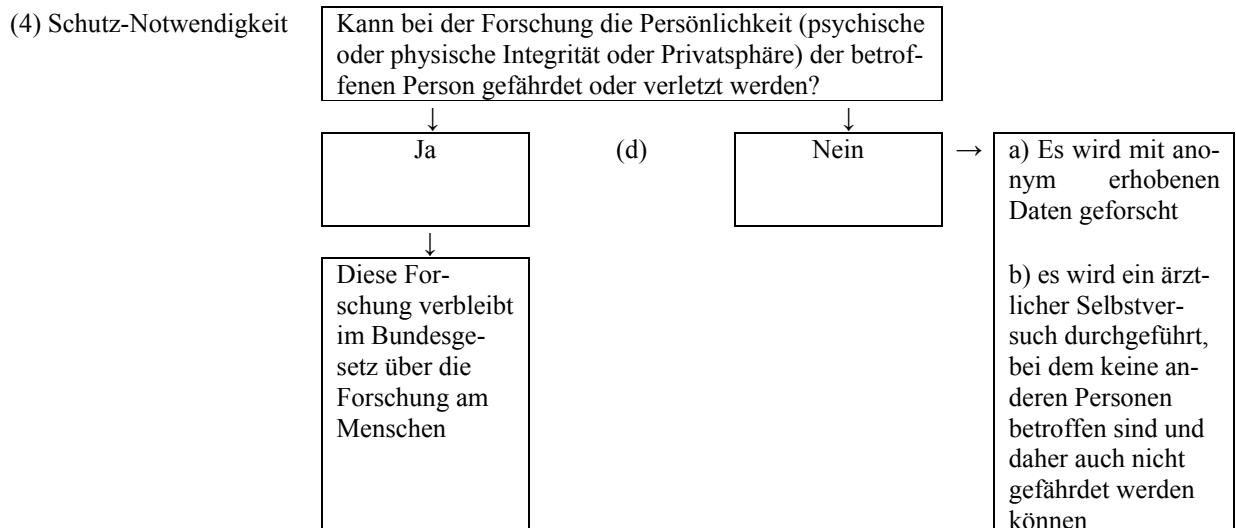 (4) Schutz-Notwendigkeit
Kann bei der Forschung die Persönlichkeit (psychische
oder physische Integrität oder Privatsphäre) der betrof-
fenen Person gefährdet oder verletzt werden?
↓ ↓
Ja (d) Nein →
Diese For-
schung verbleibt
im Bundesge-
setz über die
Forschung am
Menschen
a) Es wird mit ano-
nym erhobenen
Daten geforscht
b) es wird ein ärzt-
licher Selbstver-
such durchgeführt,
bei dem keine an-
deren Personen
betroffen sind und
daher auch nicht
gefährdet werden
können